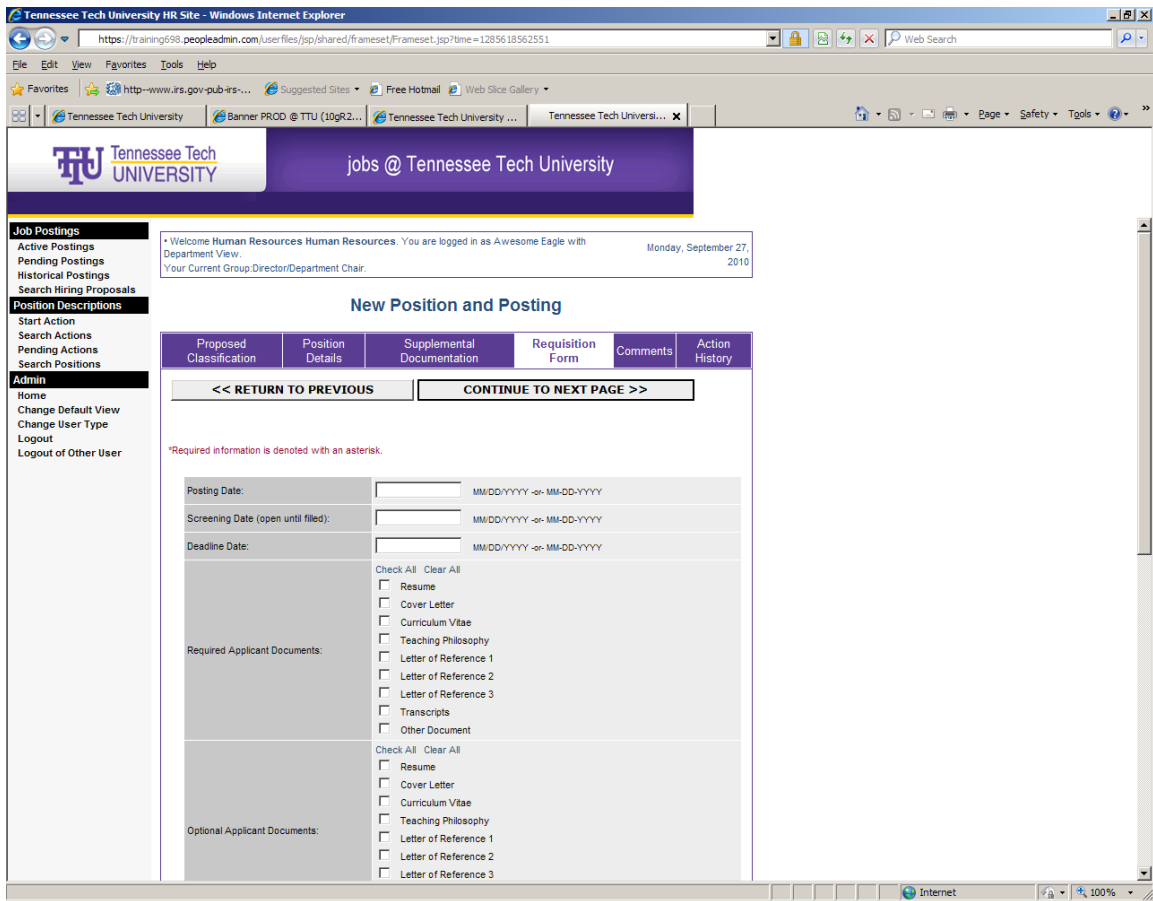 Tennessee Tech University HR Site - Windows Internet Explorer
https://training698.peopleadmin.com/userfiles/jsp/shared/frameset/Frameset.jsp?time=1285618562551
Web Search
File Edit View Favorites Tools Help
Favorites http--www.irs.gov-pub-irs-... Suggested Sites Free Hotmail Web Slice Gallery
Tennessee Tech University Banner PROD @ TTU (10gR2... Tennessee Tech University ... Tennessee Tech Universi... X Page Safety Tools »
TTU Tennessee Tech
UNIVERSITY
jobs @ Tennessee Tech University
Job Postings
Active Postings
Pending Postings
Historical Postings
Search Hiring Proposals
Position Descriptions
Start Action
Search Actions
Pending Actions
Search Positions
Admin
Home
Change Default View
Change User Type
Logout
Logout of Other User
• Welcome Human Resources Human Resources. You are logged in as Awesome Eagle with
Department View.
Your Current Group:Director/Department Chair.
Monday, September 27,
2010
New Position and Posting
Proposed Classification
Position Details
Supplemental Documentation
Requisition Form
Comments
Action History
<< RETURN TO PREVIOUS
CONTINUE TO NEXT PAGE >>
*Required information is denoted with an asterisk.
Posting Date: MM/DD/YYYY -or- MM-DD-YYYY
Screening Date (open until filled): MM/DD/YYYY -or- MM-DD-YYYY
Deadline Date: MM/DD/YYYY -or- MM-DD-YYYY
Required Applicant Documents:
Check All Clear All
Resume
Cover Letter
Curriculum Vitae
Teaching Philosophy
Letter of Reference 1
Letter of Reference 2
Letter of Reference 3
Transcripts
Other Document
Optional Applicant Documents:
Check All Clear All
Resume
Cover Letter
Curriculum Vitae
Teaching Philosophy
Letter of Reference 1
Letter of Reference 2
Letter of Reference 3
Internet
100%